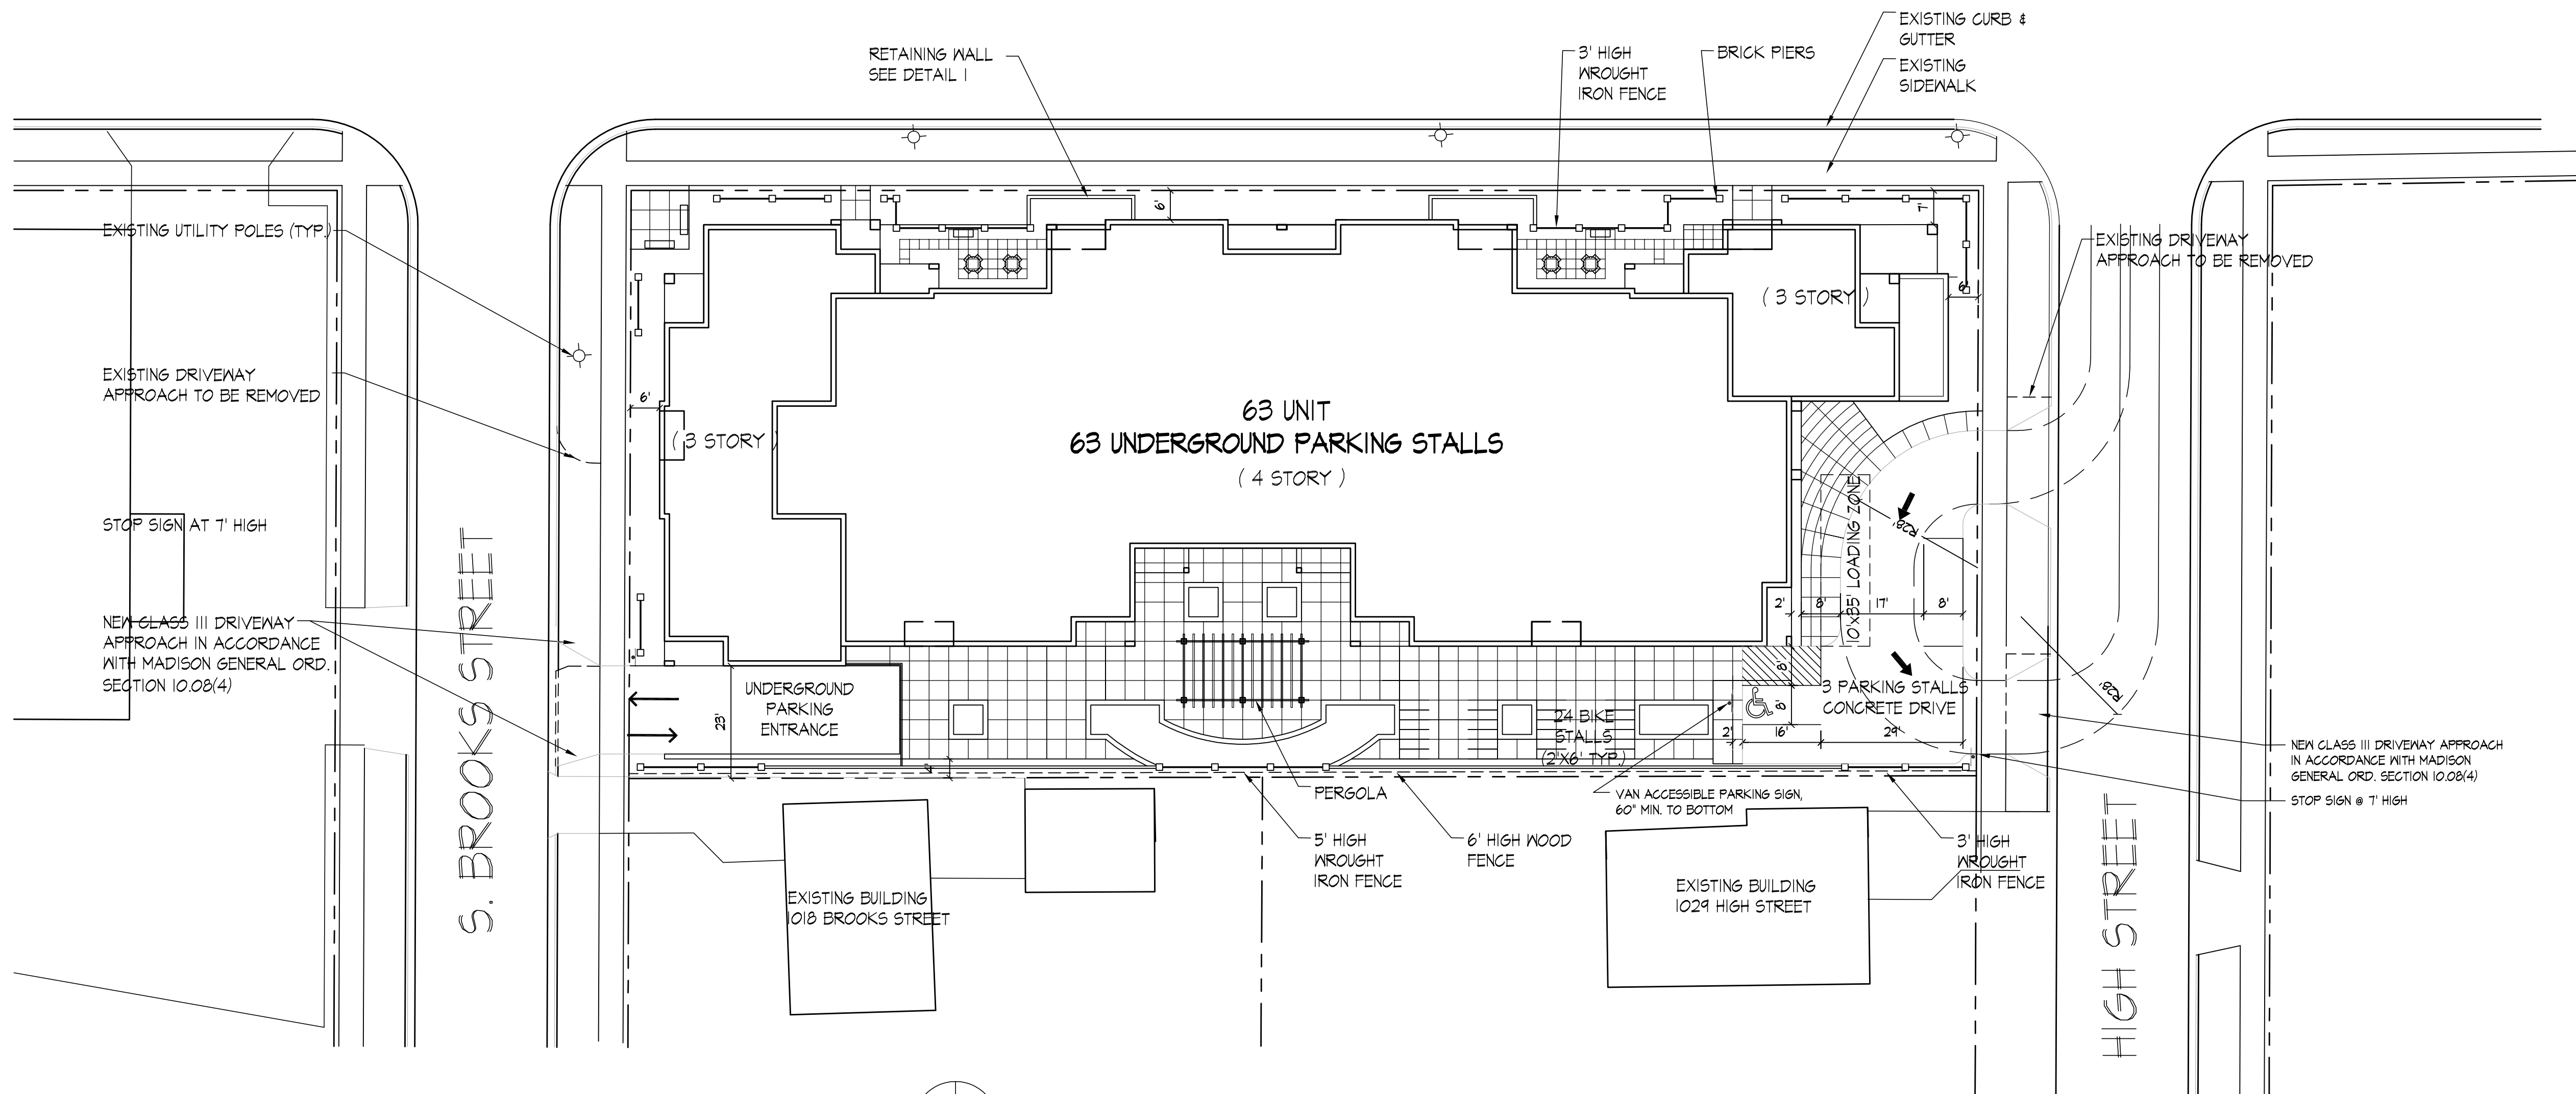 EXISTING CURB &
GUTTER
EXISTING
SIDEWALK
RETAINING WALL
SEE DETAIL 1
3' HIGH
WROUGHT
IRON FENCE
BRICK PIERS
6'
7'
EXISTING UTILITY POLES (TYP.)
EXISTING DRIVEWAY
APPROACH TO BE REMOVED
( 3 STORY )
6'
EXISTING DRIVEWAY
APPROACH TO BE REMOVED
6'
( 3 STORY )
63 UNIT
63 UNDERGROUND PARKING STALLS
( 4 STORY )
STOP SIGN AT 7' HIGH
10'x35' LOADING ZONE
R28'
2'
8'
17'
8'
NEW CLASS III DRIVEWAY
APPROACH IN ACCORDANCE
WITH MADISON GENERAL ORD.
SECTION 10.08(4)
S. BROOKS STREET
UNDERGROUND
PARKING
ENTRANCE
23'
4'
8'
8'
3 PARKING STALLS
CONCRETE DRIVE
R28'
24 BIKE
STALLS
(2'X6' TYP.)
2'
16'
29'
NEW CLASS III DRIVEWAY APPROACH
IN ACCORDANCE WITH MADISON
GENERAL ORD. SECTION 10.08(4)
STOP SIGN @ 7' HIGH
PERGOLA
VAN ACCESSIBLE PARKING SIGN,
60" MIN. TO BOTTOM
5' HIGH
WROUGHT
IRON FENCE
6' HIGH WOOD
FENCE
3' HIGH
WROUGHT
IRON FENCE
EXISTING BUILDING
1018 BROOKS STREET
EXISTING BUILDING
1029 HIGH STREET
HIGH STREET